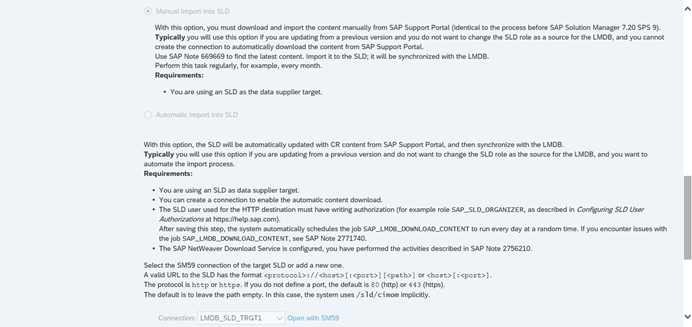 Manual Import into SLD
With this option, you must download and import the content manually from SAP Support Portal (identical to the process before SAP Solution Manager 7.20 SPS 9).
Typically you will use this option if you are updating from a previous version and you do not want to change the SLD role as a source for the LMDB, and you cannot
create the connection to automatically download the content from SAP Support Portal.
Use SAP Note 669669 to find the latest content. Import it to the SLD; it will be synchronized with the LMDB.
Perform this task regularly, for example, every month.
Requirements:
• You are using an SLD as the data supplier target.
Automatic Import into SLD
With this option, the SLD will be automatically updated with CR content from SAP Support Portal, and then synchronize with the LMDB.
Typically you will use this option if you are updating from a previous version and do not want to change the SLD role as the source for the LMDB, and you want to
automate the import process.
Requirements:
• You are using an SLD as data supplier target.
• You can create a connection to enable the automatic content download.
• The SLD user used for the HTTP destination must have writing authorization (for example role SAP_SLD_ORGANIZER, as described in Configuring SLD User
Authorizations at https://help.sap.com).
After saving this step, the system automatically schedules the job SAP_LMDB_DOWNLOAD_CONTENT to run every day at a random time. If you encounter issues with
the job SAP_LMDB_DOWNLOAD_CONTENT, see SAP Note 2771740.
• The SAP NetWeaver Download Service is configured, you have performed the activities described in SAP Note 2756210.
Select the SM59 connection of the target SLD or add a new one.
A valid URL to the SLD has the format <protocol>://<host>[:<port>][<path>] or <host>[:<port>].
The protocol is http or https. If you do not define a port, the default is 80 (http) or 443 (https).
The default is to leave the path empty. In this case, the system uses /sld/cimom implicitly.
Connection: LMDB_SLD_TRGT1 Open with SM59